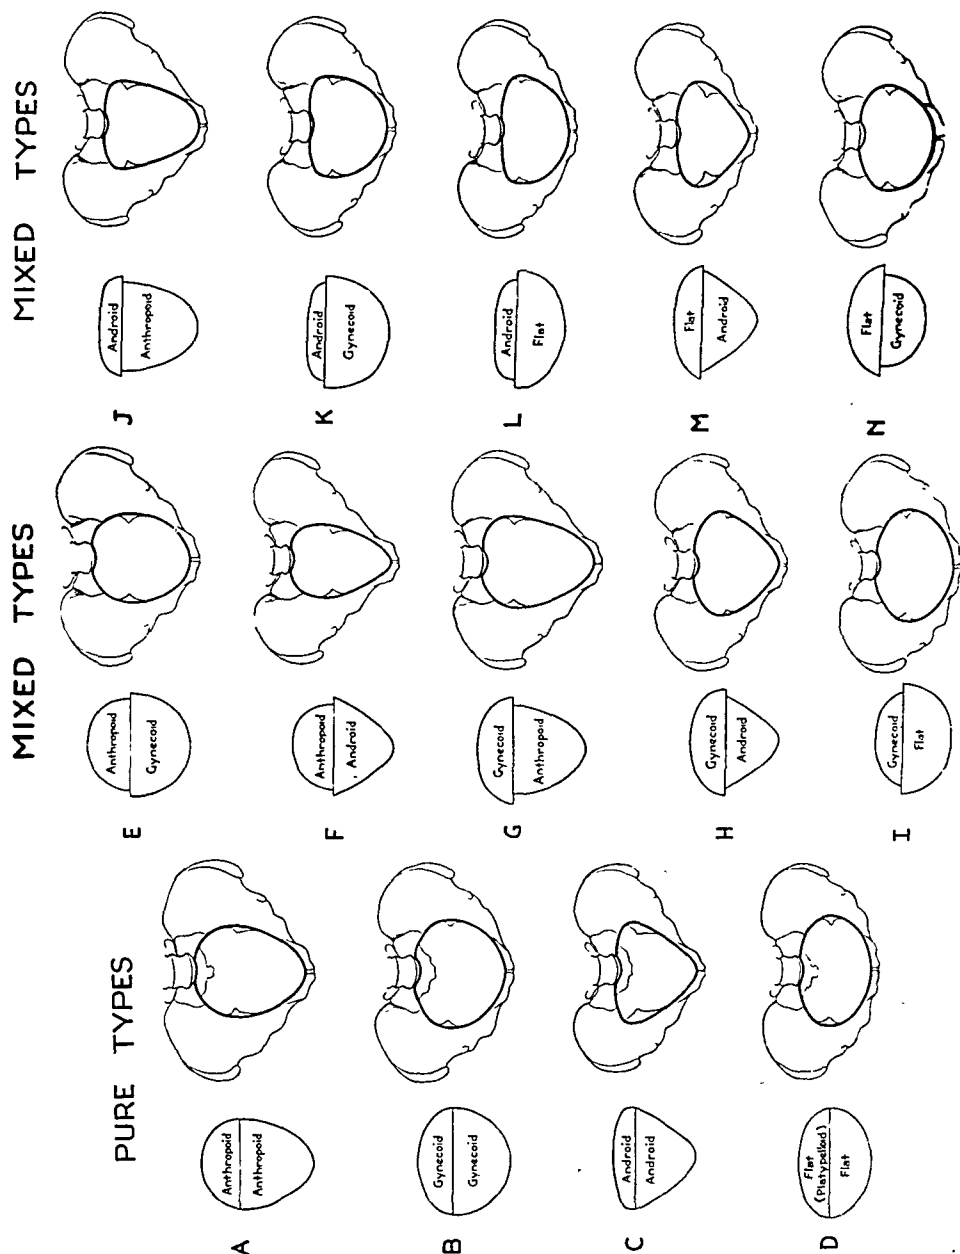 PURE TYPES
A
Anthropoid
Anthropoid
B
Gynecoid
Gynecoid
C
Android
Android
D
Flat
(Platypelloid)
Flat
MIXED TYPES
E
Anthropoid
Gynecoid
F
Anthropoid
Android
G
Gynecoid
Anthropoid
H
Gynecoid
Android
I
Gynecoid
Flat
MIXED TYPES
J
Android
Anthropoid
K
Android
Gynecoid
L
Android
Flat
M
Flat
Android
N
Flat
Gynecoid